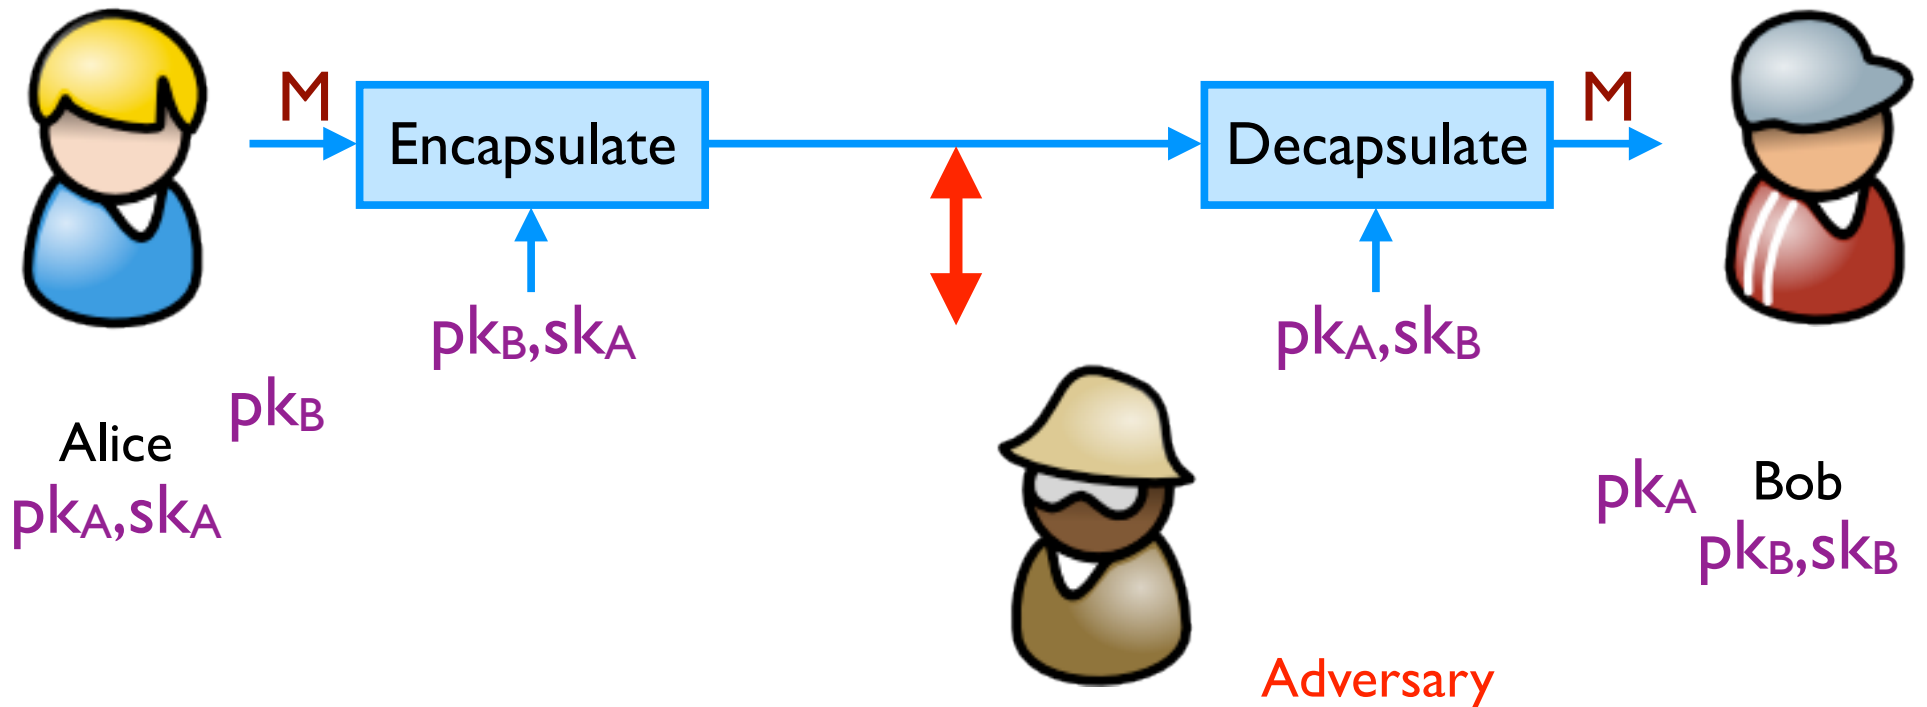 M
Encapsulate
Decapsulate
M
pkB,skA
pkA,skB
pkB
Alice
pkA,skA
pkA
Bob
pkB,skB
Adversary